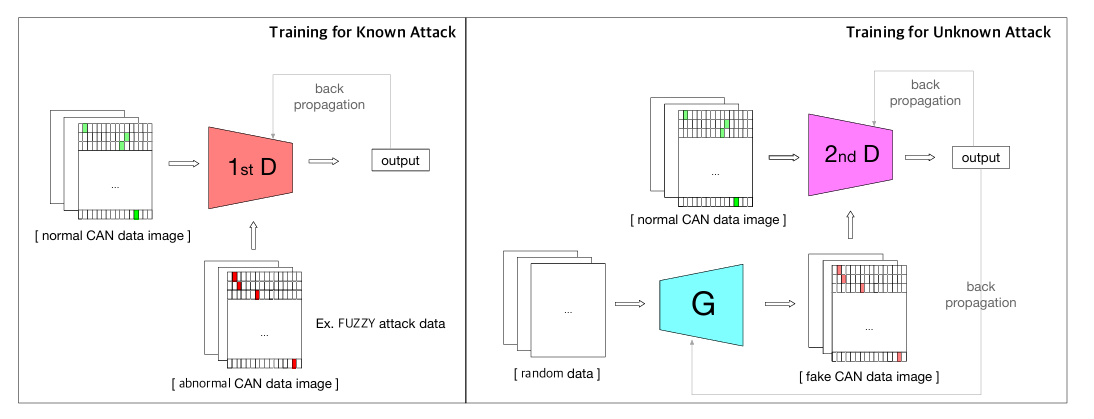 Training for Known Attack
back
propagation
1st D
output
...
[ normal CAN data image ]
...
Ex. FUZZY attack data
[ abnormal CAN data image ]
Training for Unknown Attack
back
propagation
2nd D
output
...
[ normal CAN data image ]
...
G
...
back
propagation
[ random data ]
[ fake CAN data image ]